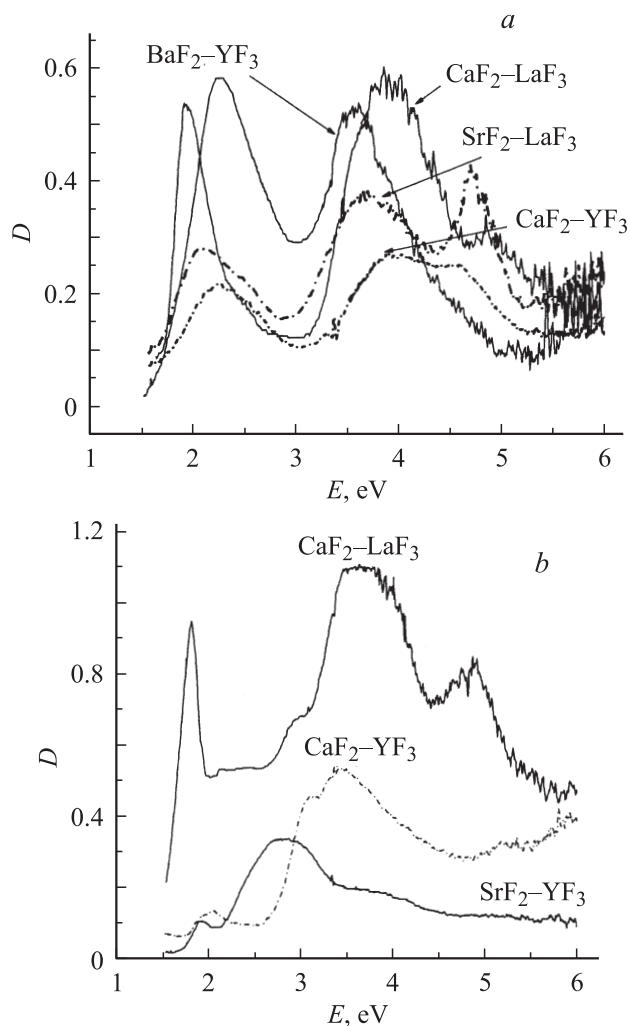 a
BaF2–YF3
CaF2–LaF3
SrF2–LaF3
CaF2–YF3
0.6
0.4
0.2
0
D
1 2 3 4 5 6
E, eV
b
CaF2–LaF3
CaF2–YF3
SrF2–YF3
1.2
0.8
0.4
0
D
1 2 3 4 5 6
E, eV